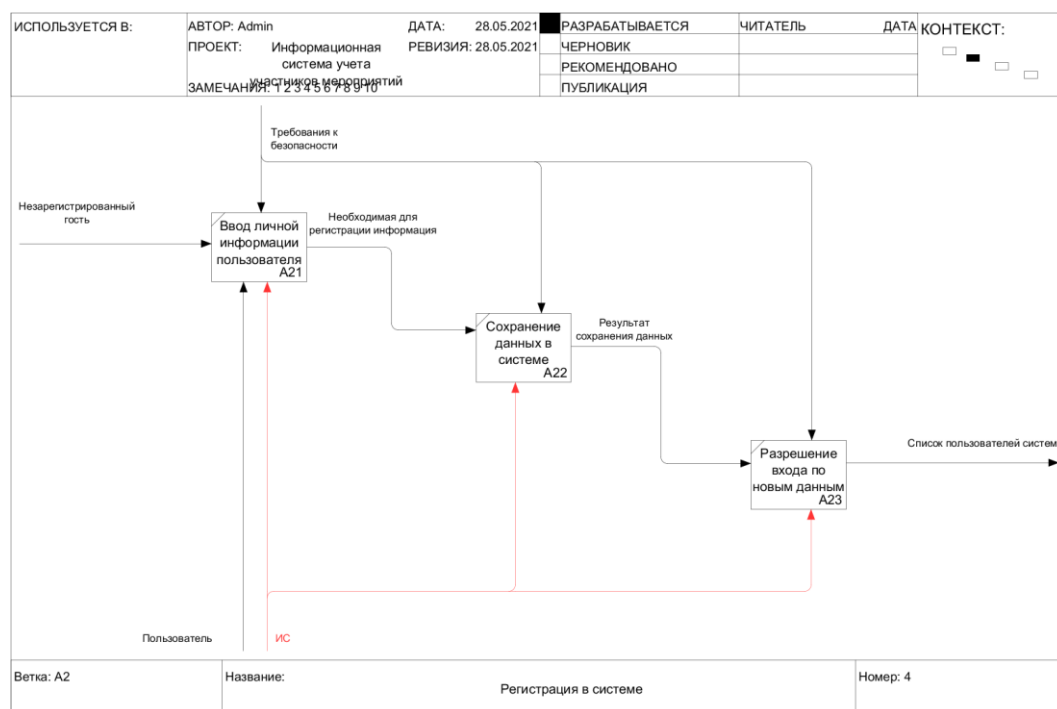 ИСПОЛЬЗУЕТСЯ В:
АВТОР: Admin
ДАТА: 28.05.2021
РАЗРАБАТЫВАЕТСЯ
ЧИТАТЕЛЬ
ДАТА
КОНТЕКСТ:
ПРОЕКТ: Информационная
система учета
участников мероприятий
РЕВИЗИЯ: 28.05.2021
ЧЕРНОВИК
РЕКОМЕНДОВАНО
ЗАМЕЧАНИЯ: 1 2 3 4 5 6 7 8 9 10
ПУБЛИКАЦИЯ
Требования к
безопасности
Незарегистрированный
гость
Ввод личной
информации
пользователя
A21
Необходимая для
регистрации информация
Сохранение
данных в
системе
A22
Результат
сохранения данных
Разрешение
входа по
новым данным
A23
Список пользователей систем
Пользователь
ИС
Ветка: A2
Название:
Регистрация в системе
Номер: 4